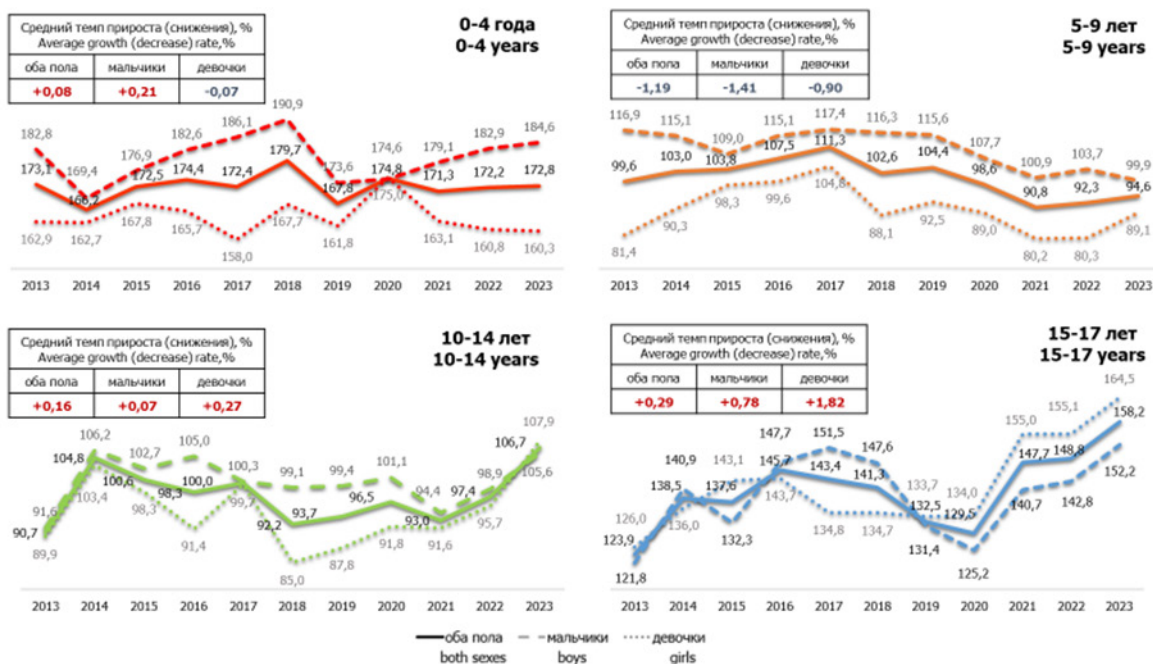 0-4 года
0-4 years
Средний темп прироста (снижения), %
Average growth (decrease) rate,%
оба пола мальчики девочки
+0,08 +0,21 -0,07
182,8 169,4 176,9 182,6 186,1 190,9 173,6 174,6 179,1 182,9 184,6
173,1 166,2 172,5 174,4 172,4 179,7 167,8 174,8 171,3 172,2 172,8
162,9 162,7 167,8 165,7 158,0 167,7 161,8 175,0 163,1 160,8 160,3
2013 2014 2015 2016 2017 2018 2019 2020 2021 2022 2023
5-9 лет
5-9 years
Средний темп прироста (снижения), %
Average growth (decrease) rate,%
оба пола мальчики девочки
-1,19 -1,41 -0,90
116,9 115,1 109,0 115,1 117,4 116,3 115,6 107,7 100,9 103,7 99,9
99,6 103,0 103,8 107,5 111,3 102,6 104,4 98,6 90,8 92,3 94,6
81,4 90,3 98,3 99,6 104,8 88,1 92,5 89,0 80,2 80,3 89,1
2013 2014 2015 2016 2017 2018 2019 2020 2021 2022 2023
10-14 лет
10-14 years
Средний темп прироста (снижения), %
Average growth (decrease) rate,%
оба пола мальчики девочки
+0,16 +0,07 +0,27
91,6 106,2 102,7 105,0 100,3 99,1 99,4 101,1 94,4 98,9 107,9
90,7 104,8 100,6 98,3 100,0 92,2 93,7 96,5 93,0 97,4 106,7
89,9 103,4 98,3 91,4 99,7 85,0 87,8 91,8 91,6 95,7 105,6
2013 2014 2015 2016 2017 2018 2019 2020 2021 2022 2023
15-17 лет
15-17 years
Средний темп прироста (снижения), %
Average growth (decrease) rate,%
оба пола мальчики девочки
+0,29 +0,78 +1,82
126,0 136,0 143,1 143,7 134,8 134,7 133,7 134,0 155,0 155,1 164,5
123,9 138,5 137,6 145,7 143,4 141,3 132,5 129,5 147,7 148,8 158,2
121,8 140,9 132,3 147,7 151,5 147,6 131,4 125,2 140,7 142,8 152,2
2013 2014 2015 2016 2017 2018 2019 2020 2021 2022 2023
оба пола мальчики девочки
both sexes boys girls